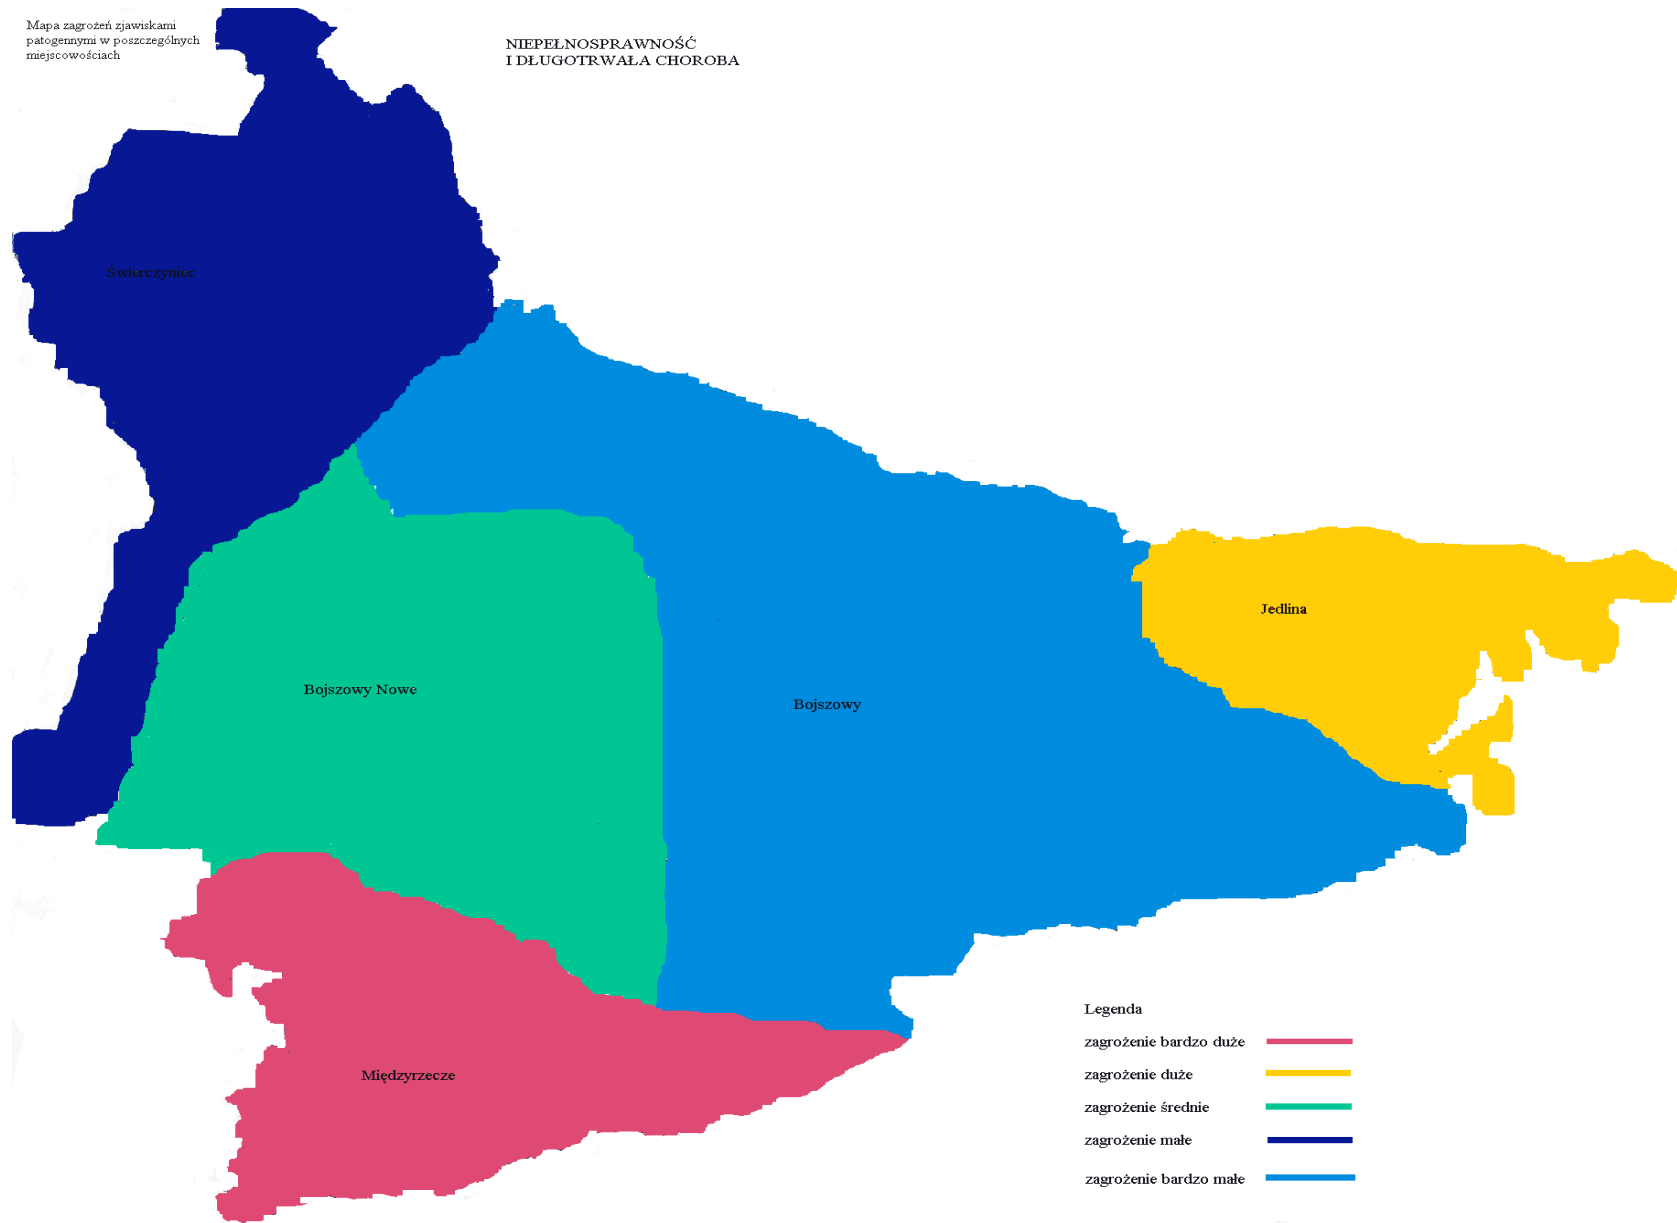 Mapa zagrożeń zjawiskami
patogennymi w poszczególnych
miejscowościach
NIEPEŁNOSPRAWNOŚĆ
I DŁUGOTRWAŁA CHOROBA
Świerczyniec
Jedlina
Bojszowy Nowe
Bojszowy
Międzyrzecze
Legenda
zagrożenie bardzo duże
zagrożenie duże
zagrożenie średnie
zagrożenie małe
zagrożenie bardzo małe